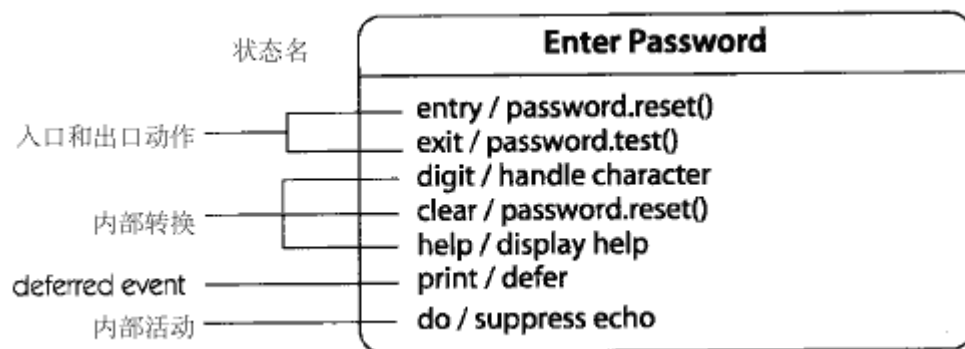 状态名
Enter Password
entry / password.reset()
入口和出口动作
exit / password.test()
digit / handle character
内部转换
clear / password.reset()
help / display help
deferred event
print / defer
内部活动
do / suppress echo